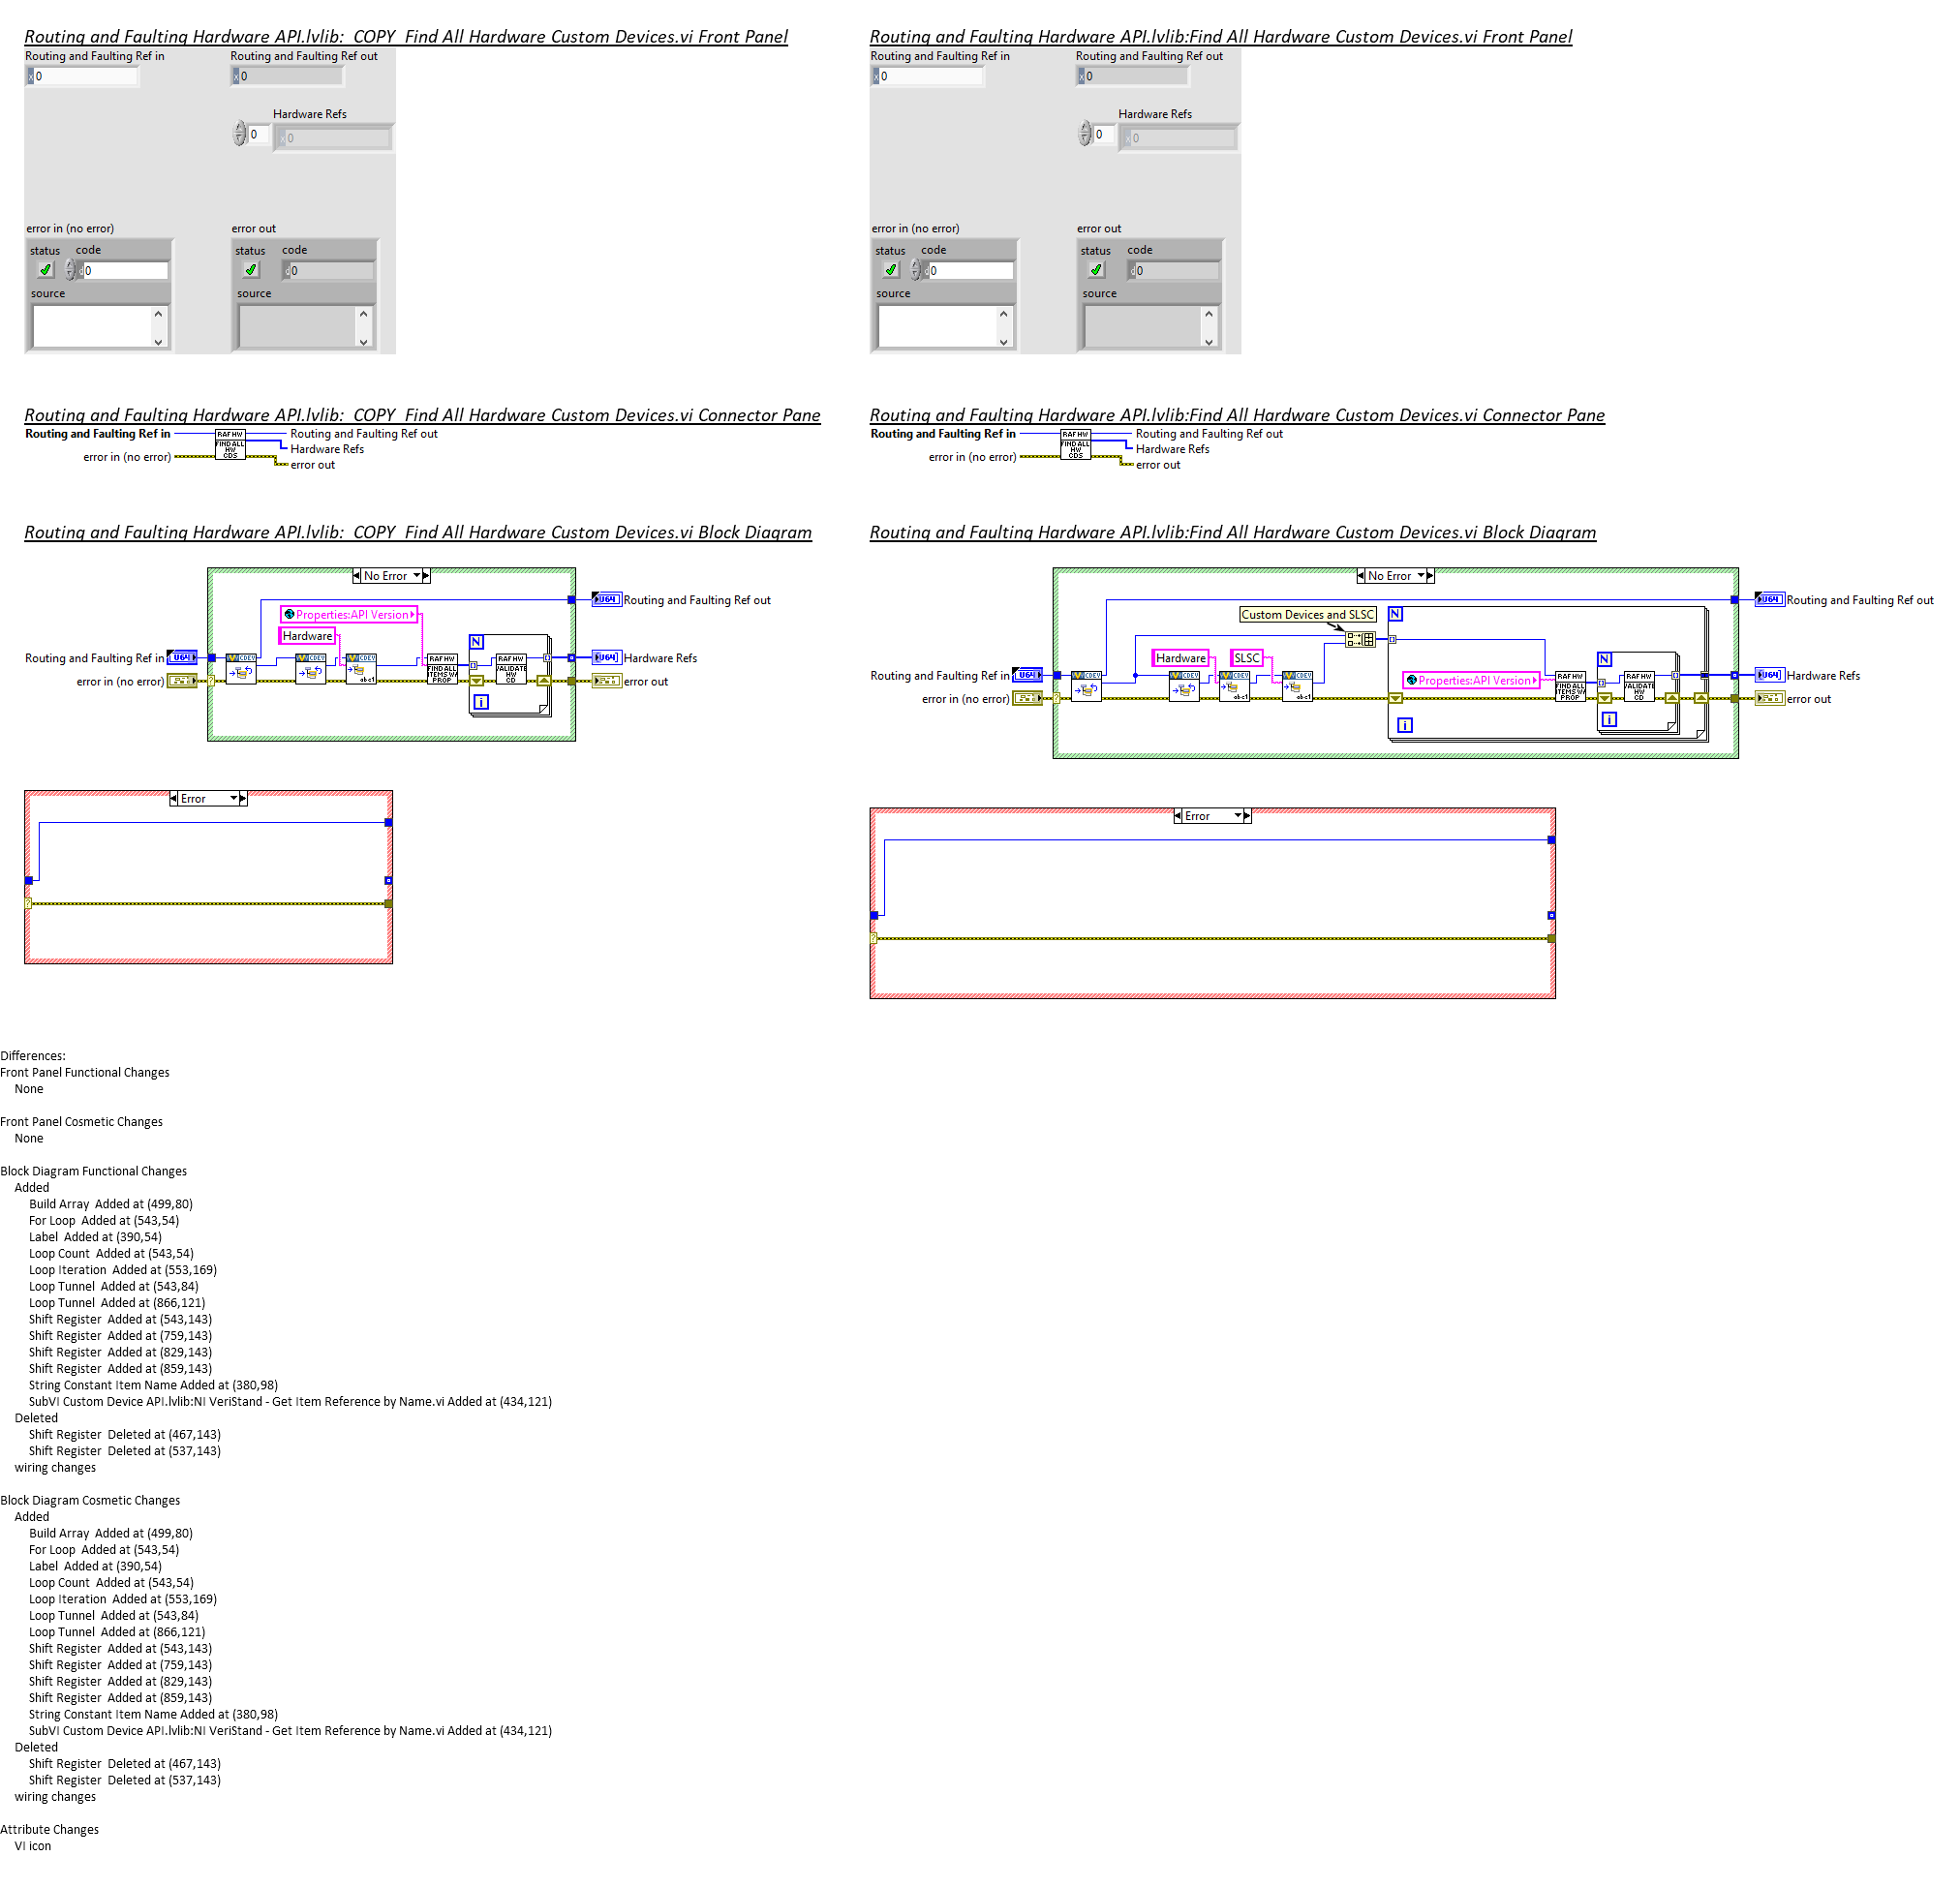 Routing and Faulting Hardware API.lvlib:  COPY  Find All Hardware Custom Devices.vi Front Panel
Routing and Faulting Ref in
Routing and Faulting Ref out
x 0
x 0
Hardware Refs
0
x 0
error in (no error)
error out
status
code
status
code
d 0
d 0
source
source
Routing and Faulting Hardware API.lvlib:Find All Hardware Custom Devices.vi Front Panel
Routing and Faulting Ref in
Routing and Faulting Ref out
x 0
x 0
Hardware Refs
0
x 0
error in (no error)
error out
status
code
status
code
d 0
d 0
source
source
Routing and Faulting Hardware API.lvlib:  COPY  Find All Hardware Custom Devices.vi Connector Pane
Routing and Faulting Ref in
RAF HW
FIND ALL
HW
CDS
Routing and Faulting Ref out
Hardware Refs
error in (no error)
error out
Routing and Faulting Hardware API.lvlib:Find All Hardware Custom Devices.vi Connector Pane
Routing and Faulting Ref in
RAF HW
FIND ALL
HW
CDS
Routing and Faulting Ref out
Hardware Refs
error in (no error)
error out
Routing and Faulting Hardware API.lvlib:  COPY  Find All Hardware Custom Devices.vi Block Diagram
No Error
U64
Routing and Faulting Ref out
Properties:API Version
Hardware
N
Routing and Faulting Ref in
U64
CDEV
CDEV
CDEV
abc1
RAF HW
FIND ALL
ITEMS W/
PROP
RAF HW
VALIDATE
HW
CD
U64
Hardware Refs
error in (no error)
?
error out
i
Error
?
Routing and Faulting Hardware API.lvlib:Find All Hardware Custom Devices.vi Block Diagram
No Error
U64
Routing and Faulting Ref out
Custom Devices and SLSC
N
Hardware
SLSC
N
Routing and Faulting Ref in
U64
CDEV
CDEV
CDEV
abc1
CDEV
abc1
Properties:API Version
RAF HW
FIND ALL
ITEMS W/
PROP
RAF HW
VALIDATE
HW
CD
U64
Hardware Refs
error in (no error)
?
error out
i
i
Error
?
Differences:
Front Panel Functional Changes
None
Front Panel Cosmetic Changes
None
Block Diagram Functional Changes
Added
Build Array  Added at (499,80)
For Loop  Added at (543,54)
Label  Added at (390,54)
Loop Count  Added at (543,54)
Loop Iteration  Added at (553,169)
Loop Tunnel  Added at (543,84)
Loop Tunnel  Added at (866,121)
Shift Register  Added at (543,143)
Shift Register  Added at (759,143)
Shift Register  Added at (829,143)
Shift Register  Added at (859,143)
String Constant Item Name Added at (380,98)
SubVI Custom Device API.lvlib:NI VeriStand - Get Item Reference by Name.vi Added at (434,121)
Deleted
Shift Register  Deleted at (467,143)
Shift Register  Deleted at (537,143)
wiring changes
Block Diagram Cosmetic Changes
Added
Build Array  Added at (499,80)
For Loop  Added at (543,54)
Label  Added at (390,54)
Loop Count  Added at (543,54)
Loop Iteration  Added at (553,169)
Loop Tunnel  Added at (543,84)
Loop Tunnel  Added at (866,121)
Shift Register  Added at (543,143)
Shift Register  Added at (759,143)
Shift Register  Added at (829,143)
Shift Register  Added at (859,143)
String Constant Item Name Added at (380,98)
SubVI Custom Device API.lvlib:NI VeriStand - Get Item Reference by Name.vi Added at (434,121)
Deleted
Shift Register  Deleted at (467,143)
Shift Register  Deleted at (537,143)
wiring changes
Attribute Changes
VI icon